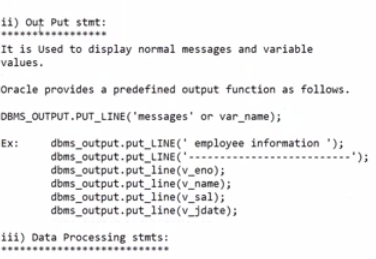 ii) Out Put stmt:
*****************
It is Used to display normal messages and variable
values.
Oracle provides a predefined output function as follows.
DBMS_OUTPUT.PUT_LINE('messages' or var_name);
Ex: dbms_output.put_LINE(' employee information ');
dbms_output.put_LINE('--------------------------');
dbms_output.put_line(v_eno);
dbms_output.put_line(v_name);
dbms_output.put_line(v_sal);
dbms_output.put_line(v_jdate);
iii) Data Processing stmts:
***************************